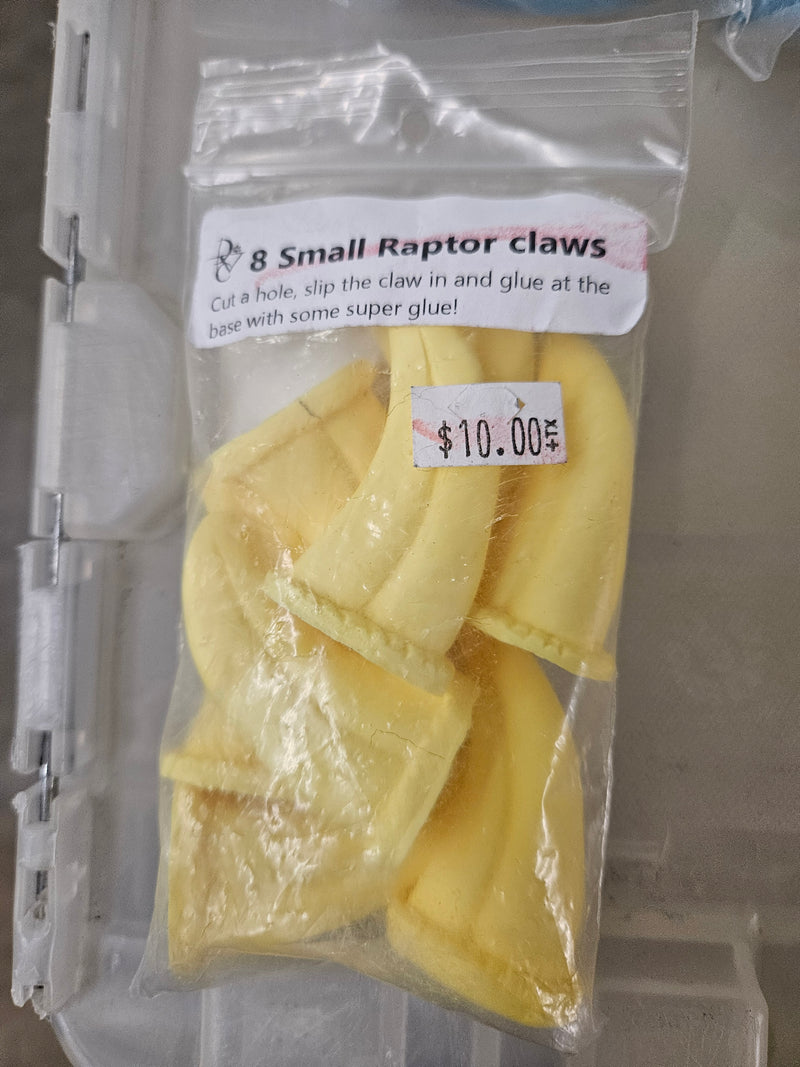 8 Small Raptor claws
Cut a hole, slip the claw in and glue at the
base with some super glue!
$10.00 +TX